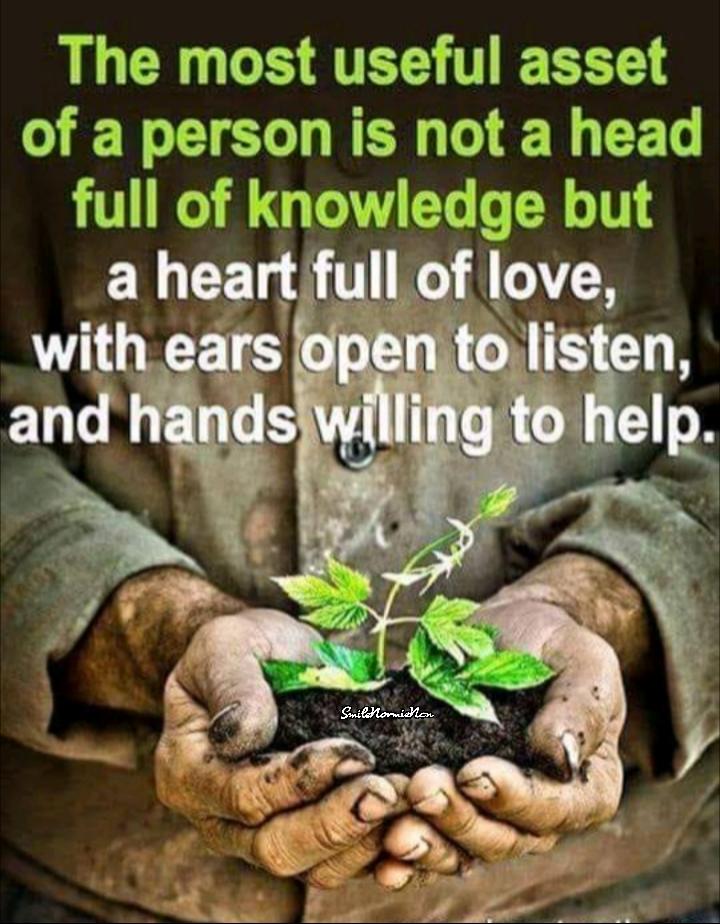 The most useful asset
of a person is not a head
full of knowledge but
a heart full of love,
with ears open to listen,
and hands willing to help.